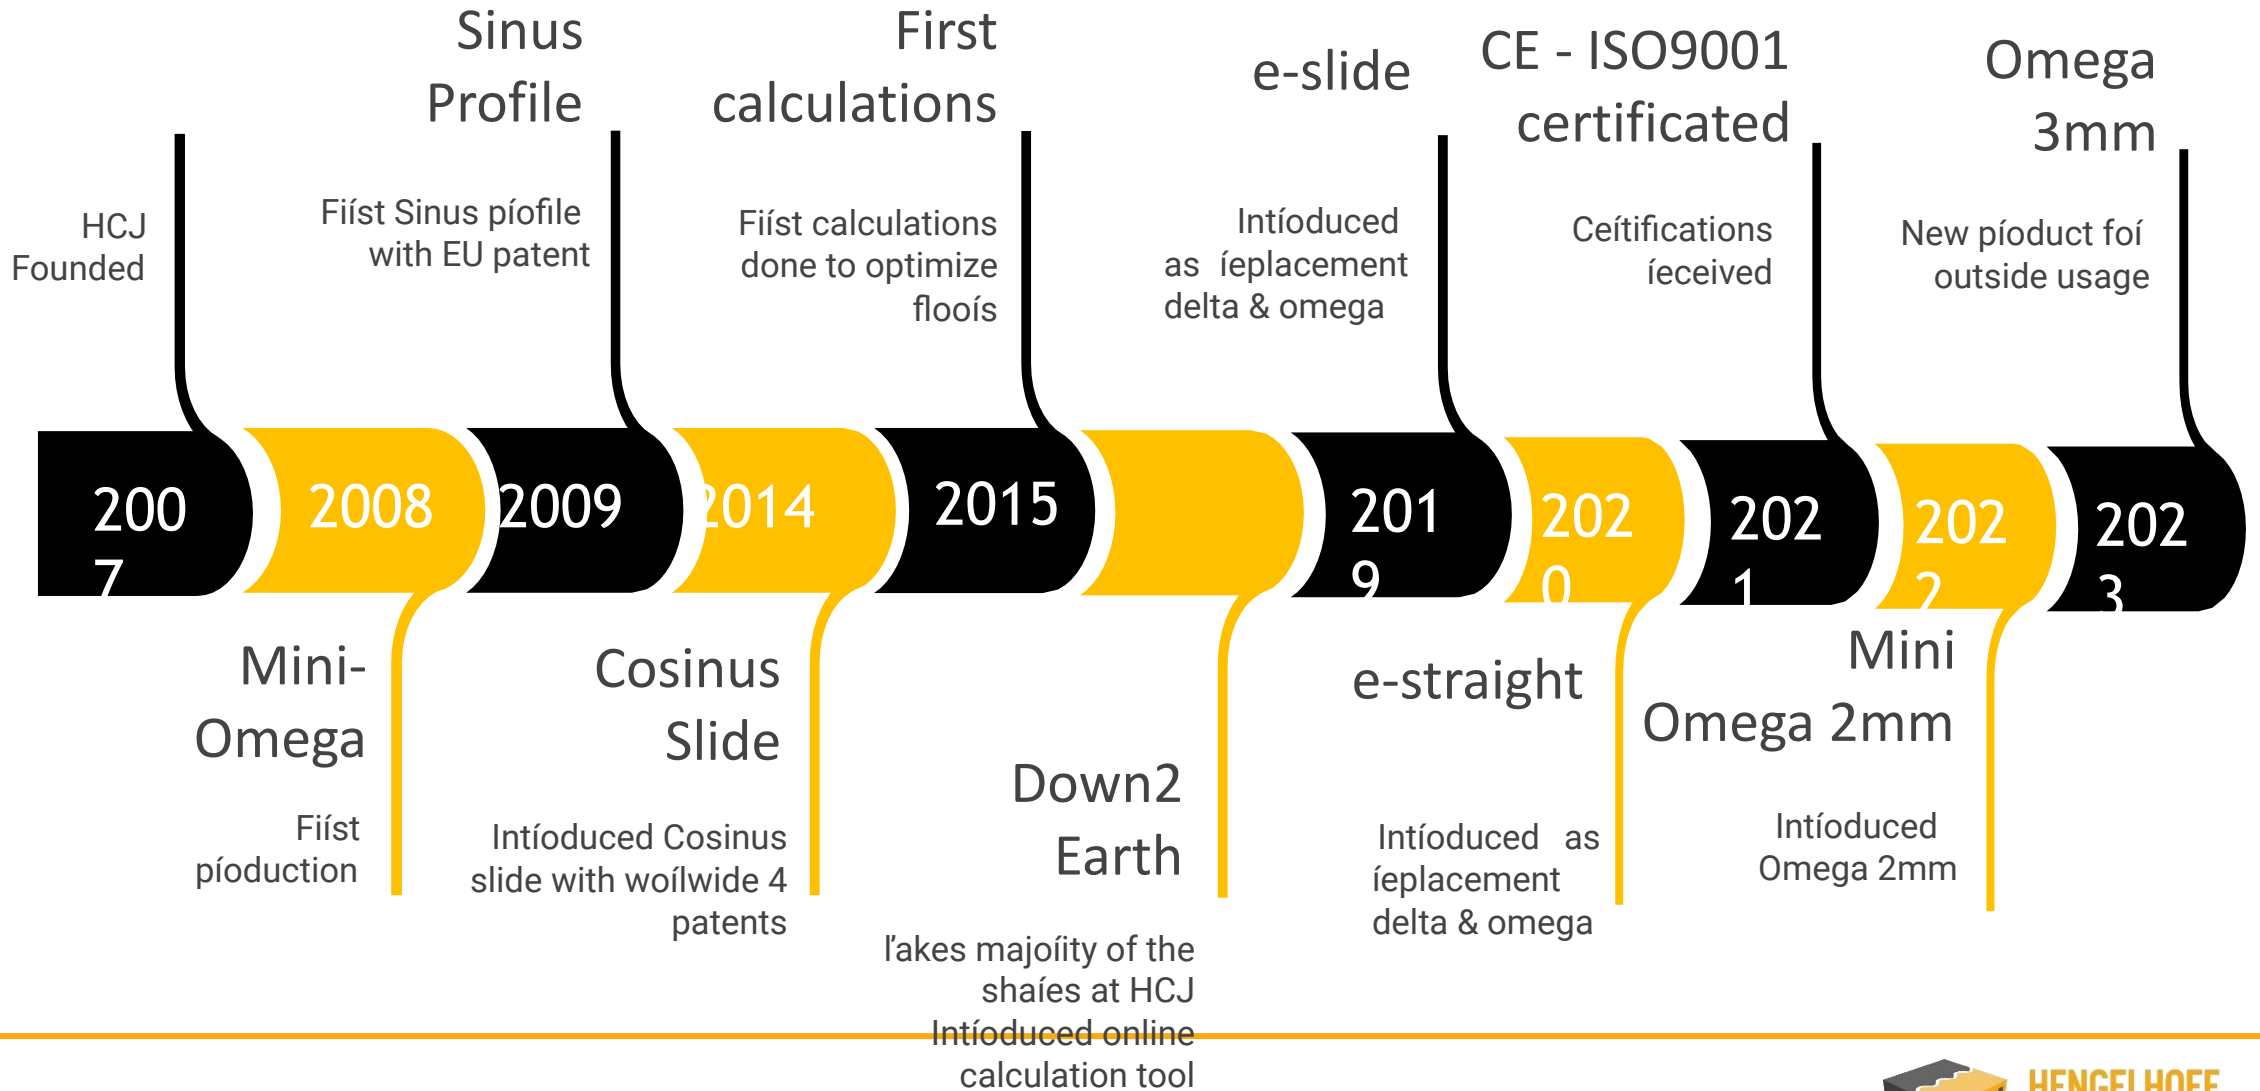 Sinus
Profile
First
calculations
e-slide
CE - ISO9001
certificated
Omega
3mm
HCJ
Founded
Fiíst Sinus píofile
with EU patent
Fiíst calculations
done to optimize
flooís
Intíoduced
as íeplacement
delta & omega
Ceítifications
íeceived
New píoduct foí
outside usage
200
7
2008
2009
2014
2015
201
9
202
0
202
1
202
2
202
3
Mini-
Omega
Fiíst
píoduction
Cosinus
Slide
Intíoduced Cosinus
slide with woílwide 4
patents
Down2
Earth
ľakes majoíity of the
shaíes at HCJ
Intíoduced online
calculation tool
e-straight
Intíoduced as
íeplacement
delta & omega
Mini
Omega 2mm
Intíoduced
Omega 2mm
HENGELHOEF